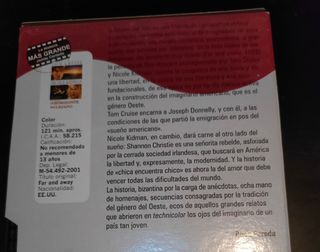 MÁS GRANDE
Color
Duración:
121 min. aprox.
I.C.A.A.: 58.215
Calificación:
No recomendada
a menores de
13 años
Dep. Legal:
M-54.492-2001
Título original:
Far and away
Nacionalidad
EE.UU.
y Nicole Kidman
una libertad, en
fundacionales, de esa
en la construcción del imaginario americano, que es el
género Oeste.
Tom Cruise encarna a Joseph Donnelly, y con él, a las
condiciones de las que partió la emigración en pos del
«sueño americano».
Nicole Kidman, en cambio, dará carne al otro lado del
sueño: Shannon Christie es una señorita rebelde, asfixiada
por la cerrada sociedad irlandesa, que buscará en América
la libertad y, expresamente, la modernidad. Y la historia
de «chica encuentra chico» es ahora la del amor que debe
vencer todas las dificultades del mundo.
La historia, bizantina por la carga de anécdotas, echa mano
de homenajes, secuencias consagradas por la tradición
del género del Oeste, ecos de aquellos grandes relatos
que abrieron en technicolor los ojos del imaginario de un
país tan joven.